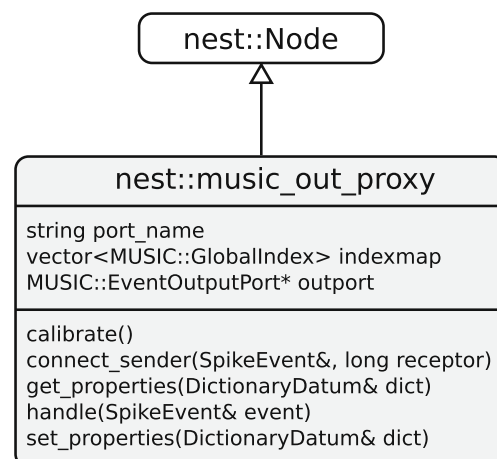 nest::Node
nest::music_out_proxy
string port_name
vector<MUSIC::GlobalIndex> indexmap
MUSIC::EventOutputPort* outport
calibrate()
connect_sender(SpikeEvent&, long receptor)
get_properties(DictionaryDatum& dict)
handle(SpikeEvent& event)
set_properties(DictionaryDatum& dict)